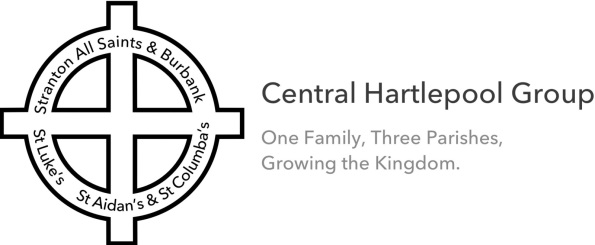 Stranton All Saints & Burbank
St Luke's
St Aidan's & St Columba's
Central Hartlepool Group
One Family, Three Parishes,
Growing the Kingdom.